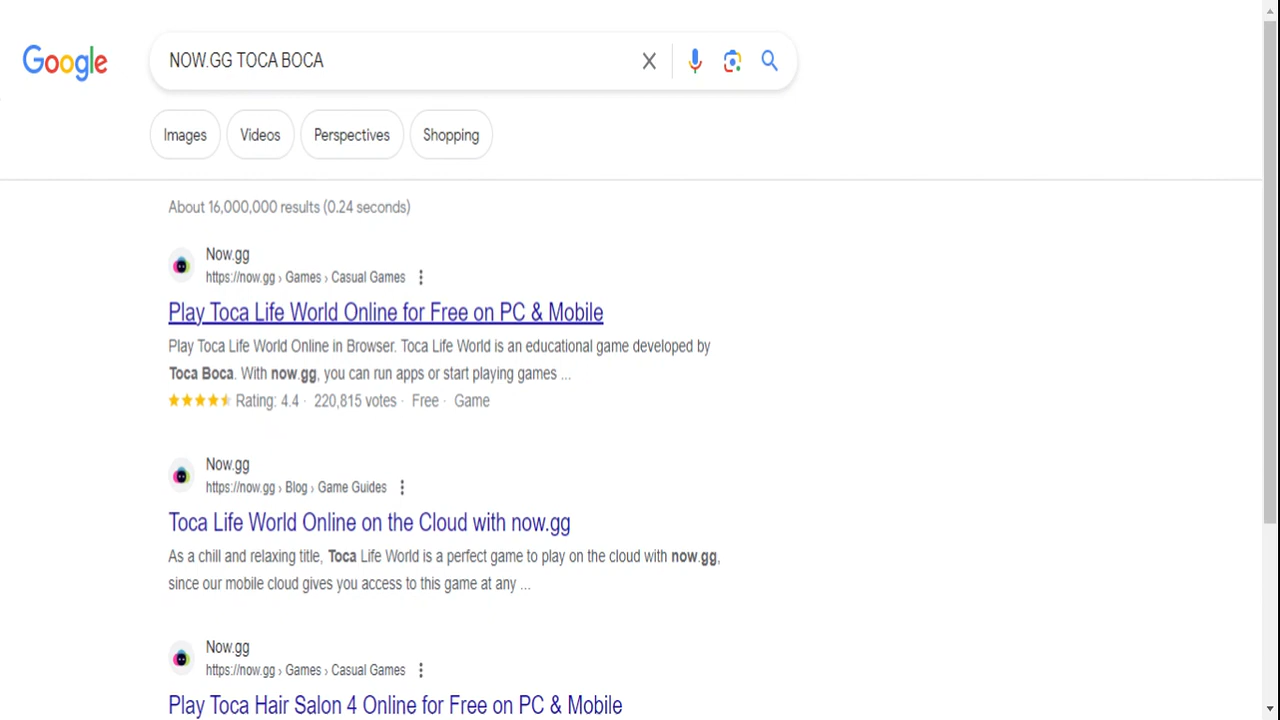 Google
NOW.GG TOCA BOCA
Images
Videos
Perspectives
Shopping
About 16,000,000 results (0.24 seconds)
Now.gg
https://now.gg › Games › Casual Games
Play Toca Life World Online for Free on PC & Mobile
Play Toca Life World Online in Browser. Toca Life World is an educational game developed by
Toca Boca. With now.gg, you can run apps or start playing games ...
Rating: 4.4 · 220,815 votes · Free · Game
Now.gg
https://now.gg › Blog › Game Guides
Toca Life World Online on the Cloud with now.gg
As a chill and relaxing title, Toca Life World is a perfect game to play on the cloud with now.gg,
since our mobile cloud gives you access to this game at any ...
Now.gg
https://now.gg › Games › Casual Games
Play Toca Hair Salon 4 Online for Free on PC & Mobile